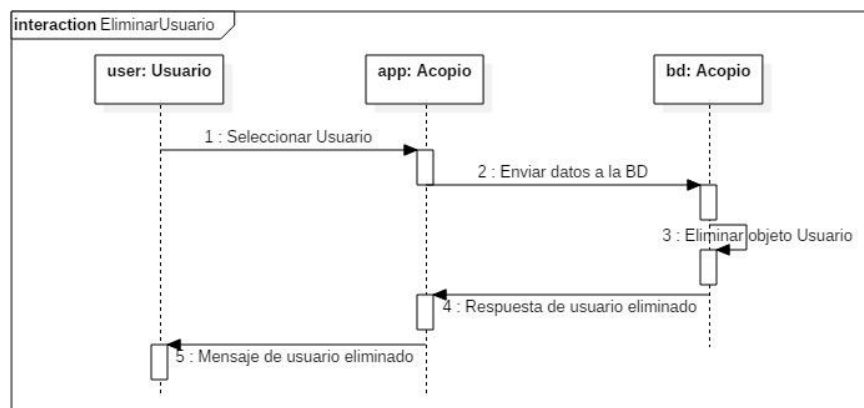 interaction EliminarUsuario
user: Usuario
app: Acopio
bd: Acopio
1 : Seleccionar Usuario
2 : Enviar datos a la BD
3 : Eliminar objeto Usuario
4 : Respuesta de usuario eliminado
5 : Mensaje de usuario eliminado